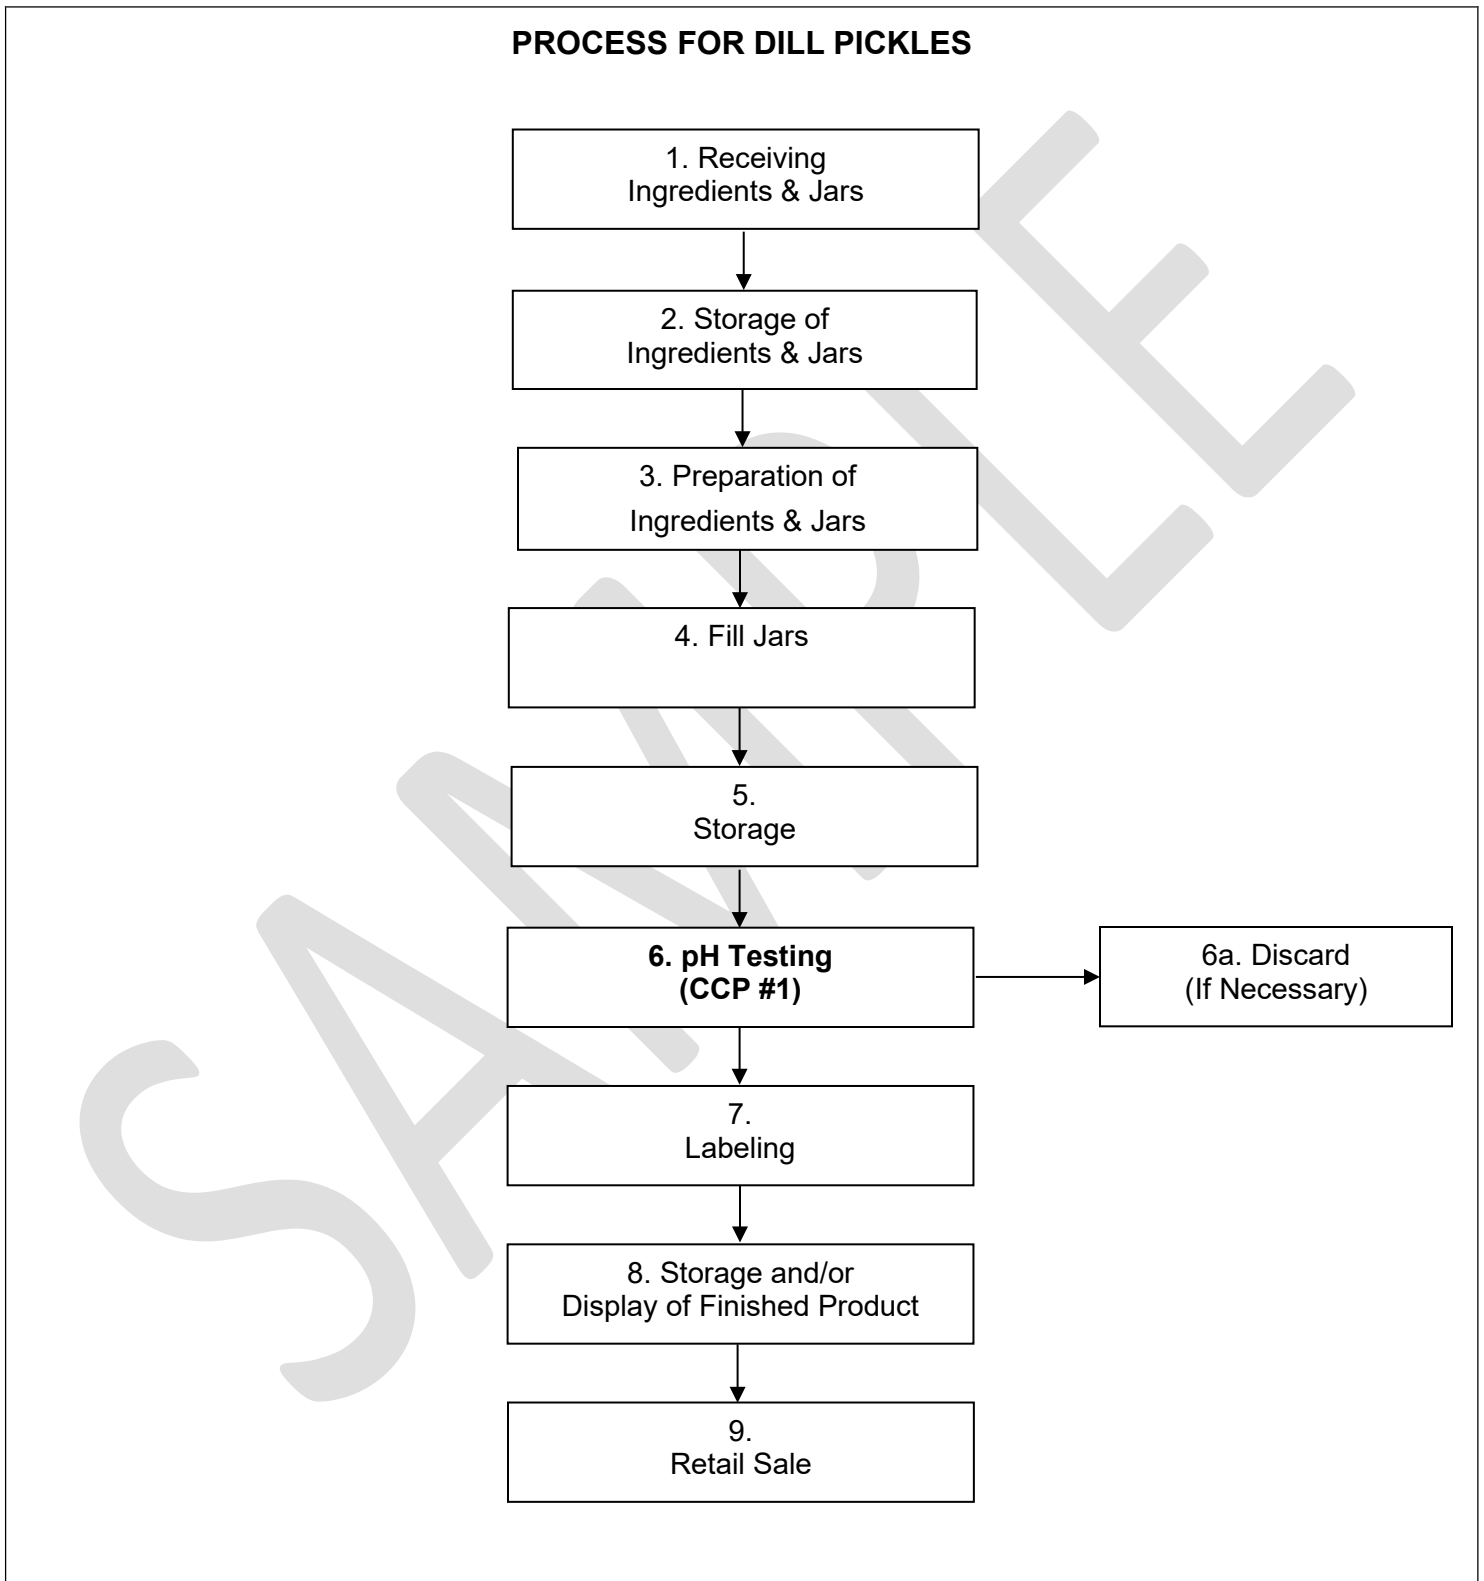 PROCESS FOR DILL PICKLES
1. Receiving
Ingredients & Jars
2. Storage of
Ingredients & Jars
3. Preparation of
Ingredients & Jars
4. Fill Jars
5.
Storage
6. pH Testing
(CCP #1)
6a. Discard
(If Necessary)
7.
Labeling
8. Storage and/or
Display of Finished Product
9.
Retail Sale
SAMPLE